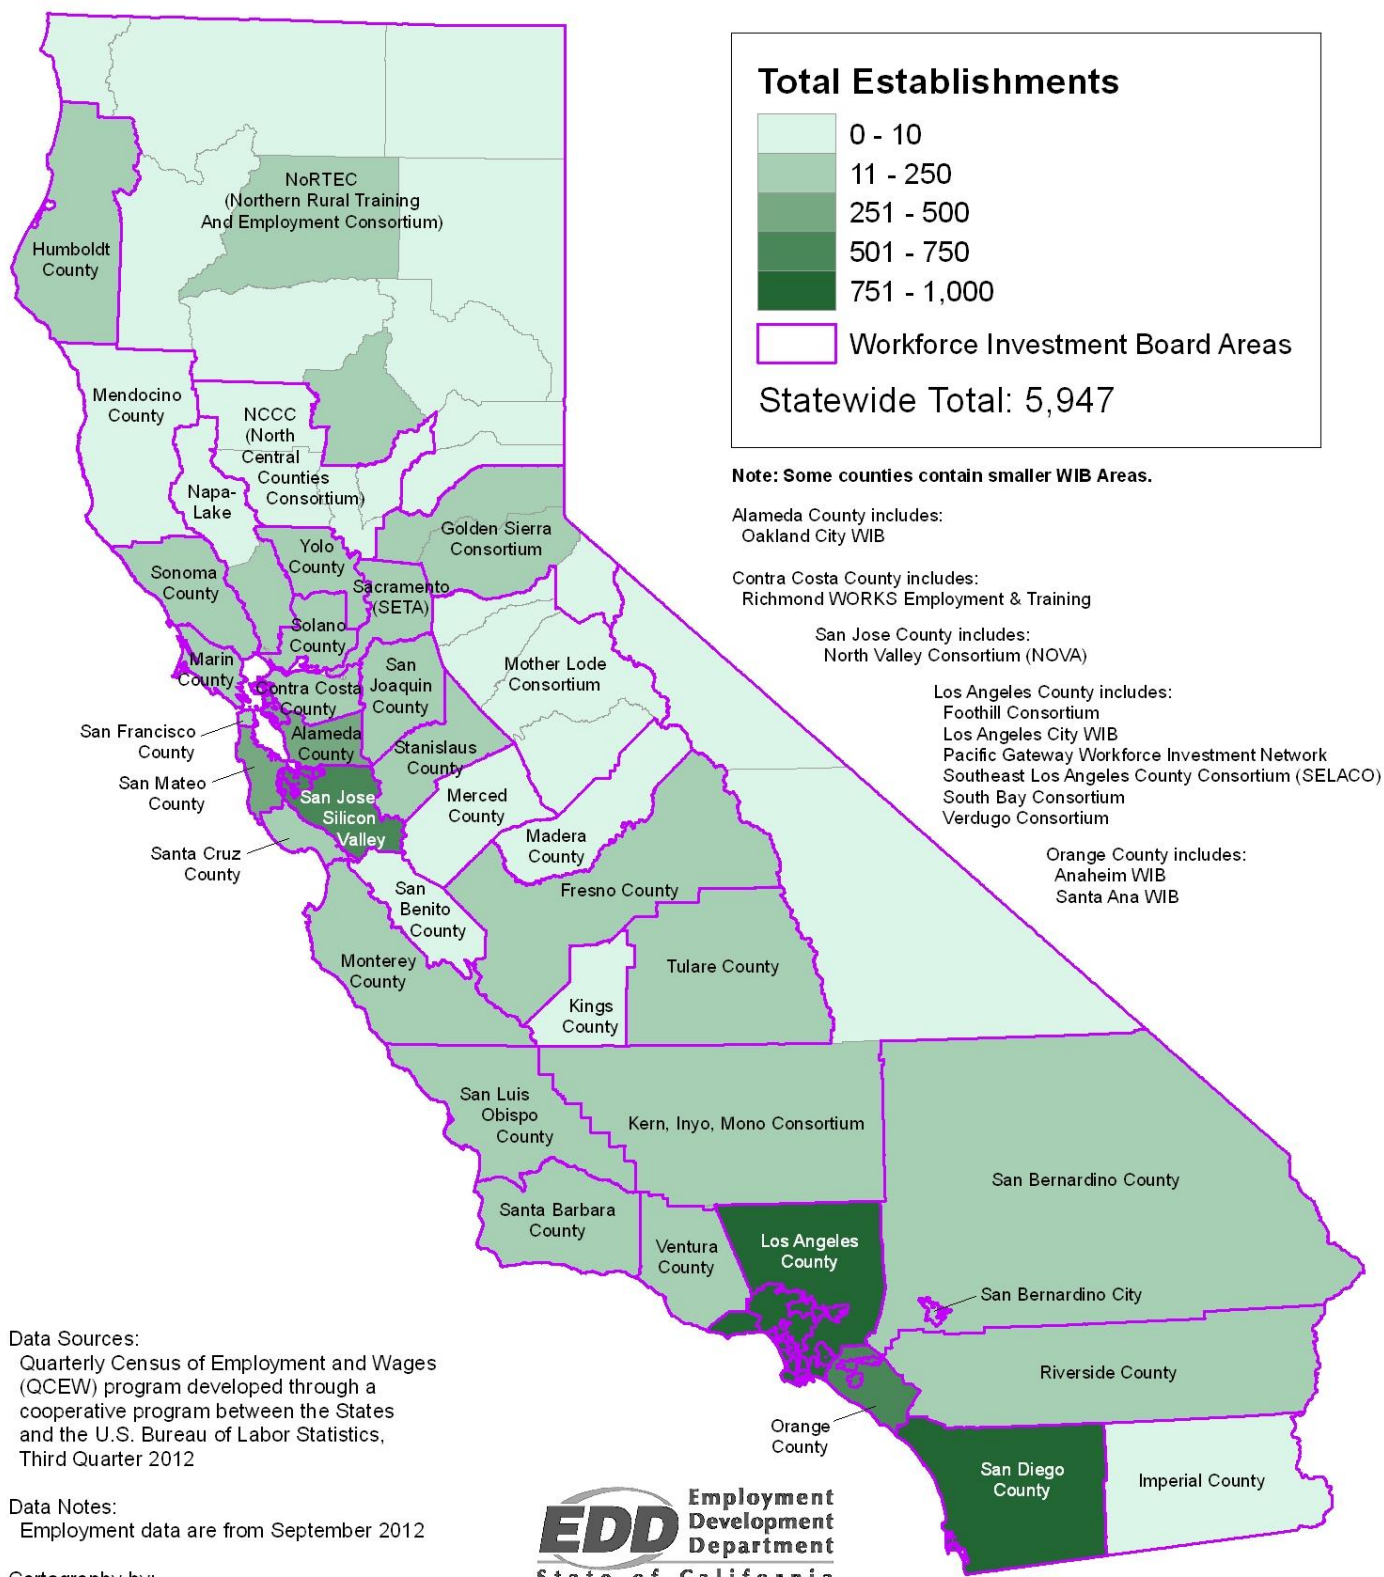 Total Establishments
0 - 10
11 - 250
251 - 500
501 - 750
751 - 1,000
Workforce Investment Board Areas
Statewide Total: 5,947
Note: Some counties contain smaller WIB Areas.
Alameda County includes:
Oakland City WIB
Contra Costa County includes:
Richmond WORKS Employment & Training
San Jose County includes:
North Valley Consortium (NOVA)
Los Angeles County includes:
Foothill Consortium
Los Angeles City WIB
Pacific Gateway Workforce Investment Network
Southeast Los Angeles County Consortium (SELACO)
South Bay Consortium
Verdugo Consortium
Orange County includes:
Anaheim WIB
Santa Ana WIB
NoRTEC
(Northern Rural Training
And Employment Consortium)
Humboldt
County
Mendocino
County
NCCC
(North
Central
Counties
Consortium)
Napa-
Lake
Golden Sierra
Consortium
Yolo
County
Sonoma
County
Sacramento
(SETA)
Solano
County
Marin
County
San
Joaquin
County
Mother Lode
Consortium
Contra Costa
County
San Francisco
County
Alameda
County
Stanislaus
County
San Mateo
County
San Jose
Silicon
Valley
Merced
County
Madera
County
Santa Cruz
County
San
Benito
County
Fresno County
Monterey
County
Tulare County
Kings
County
San Luis
Obispo
County
Kern, Inyo, Mono Consortium
San Bernardino County
Santa Barbara
County
Ventura
County
Los Angeles
County
San Bernardino City
Riverside County
Orange
County
San Diego
County
Imperial County
Data Sources:
Quarterly Census of Employment and Wages
(QCEW) program developed through a
cooperative program between the States
and the U.S. Bureau of Labor Statistics,
Third Quarter 2012
Data Notes:
Employment data are from September 2012
Cartography by:
EDD
Employment
Development
Department
State of California